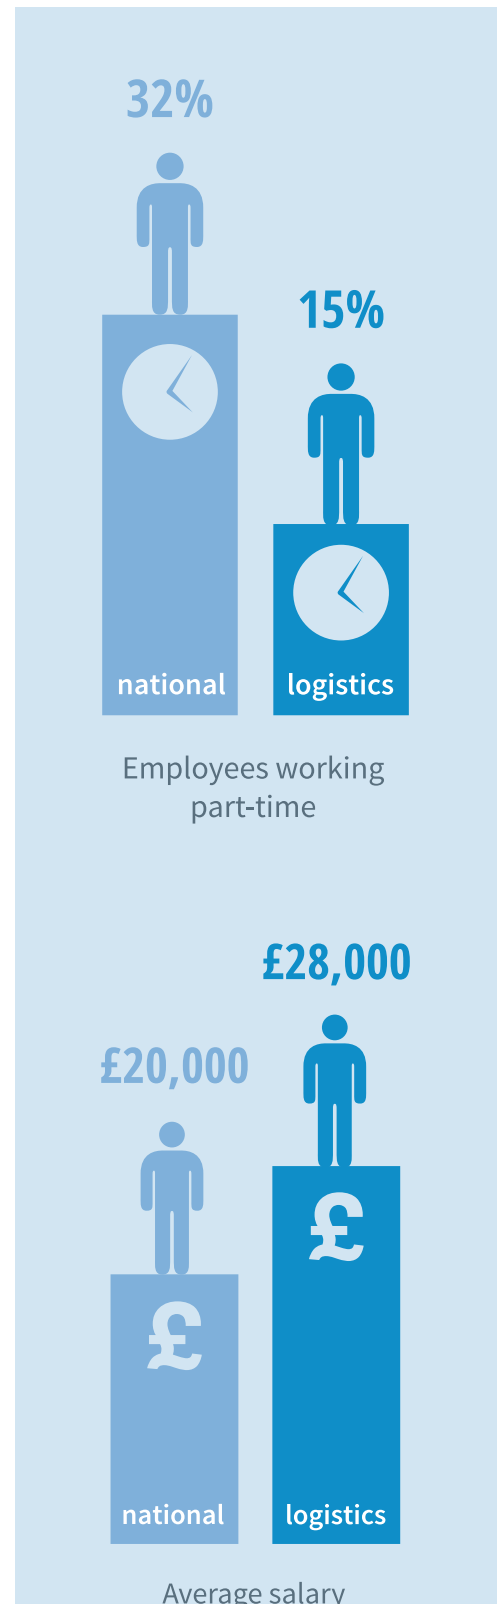 32%
15%
national
logistics
Employees working
part-time
£28,000
£20,000
£
£
national
logistics
Average salary